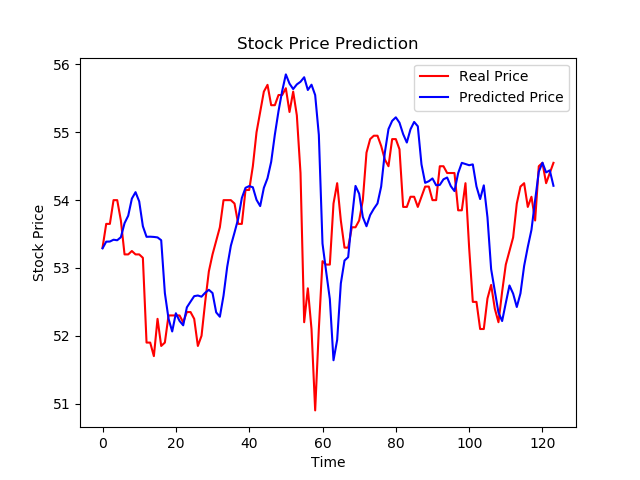 Stock Price Prediction
Real Price
Predicted Price
Stock Price
56
55
54
53
52
51
0 20 40 60 80 100 120
Time